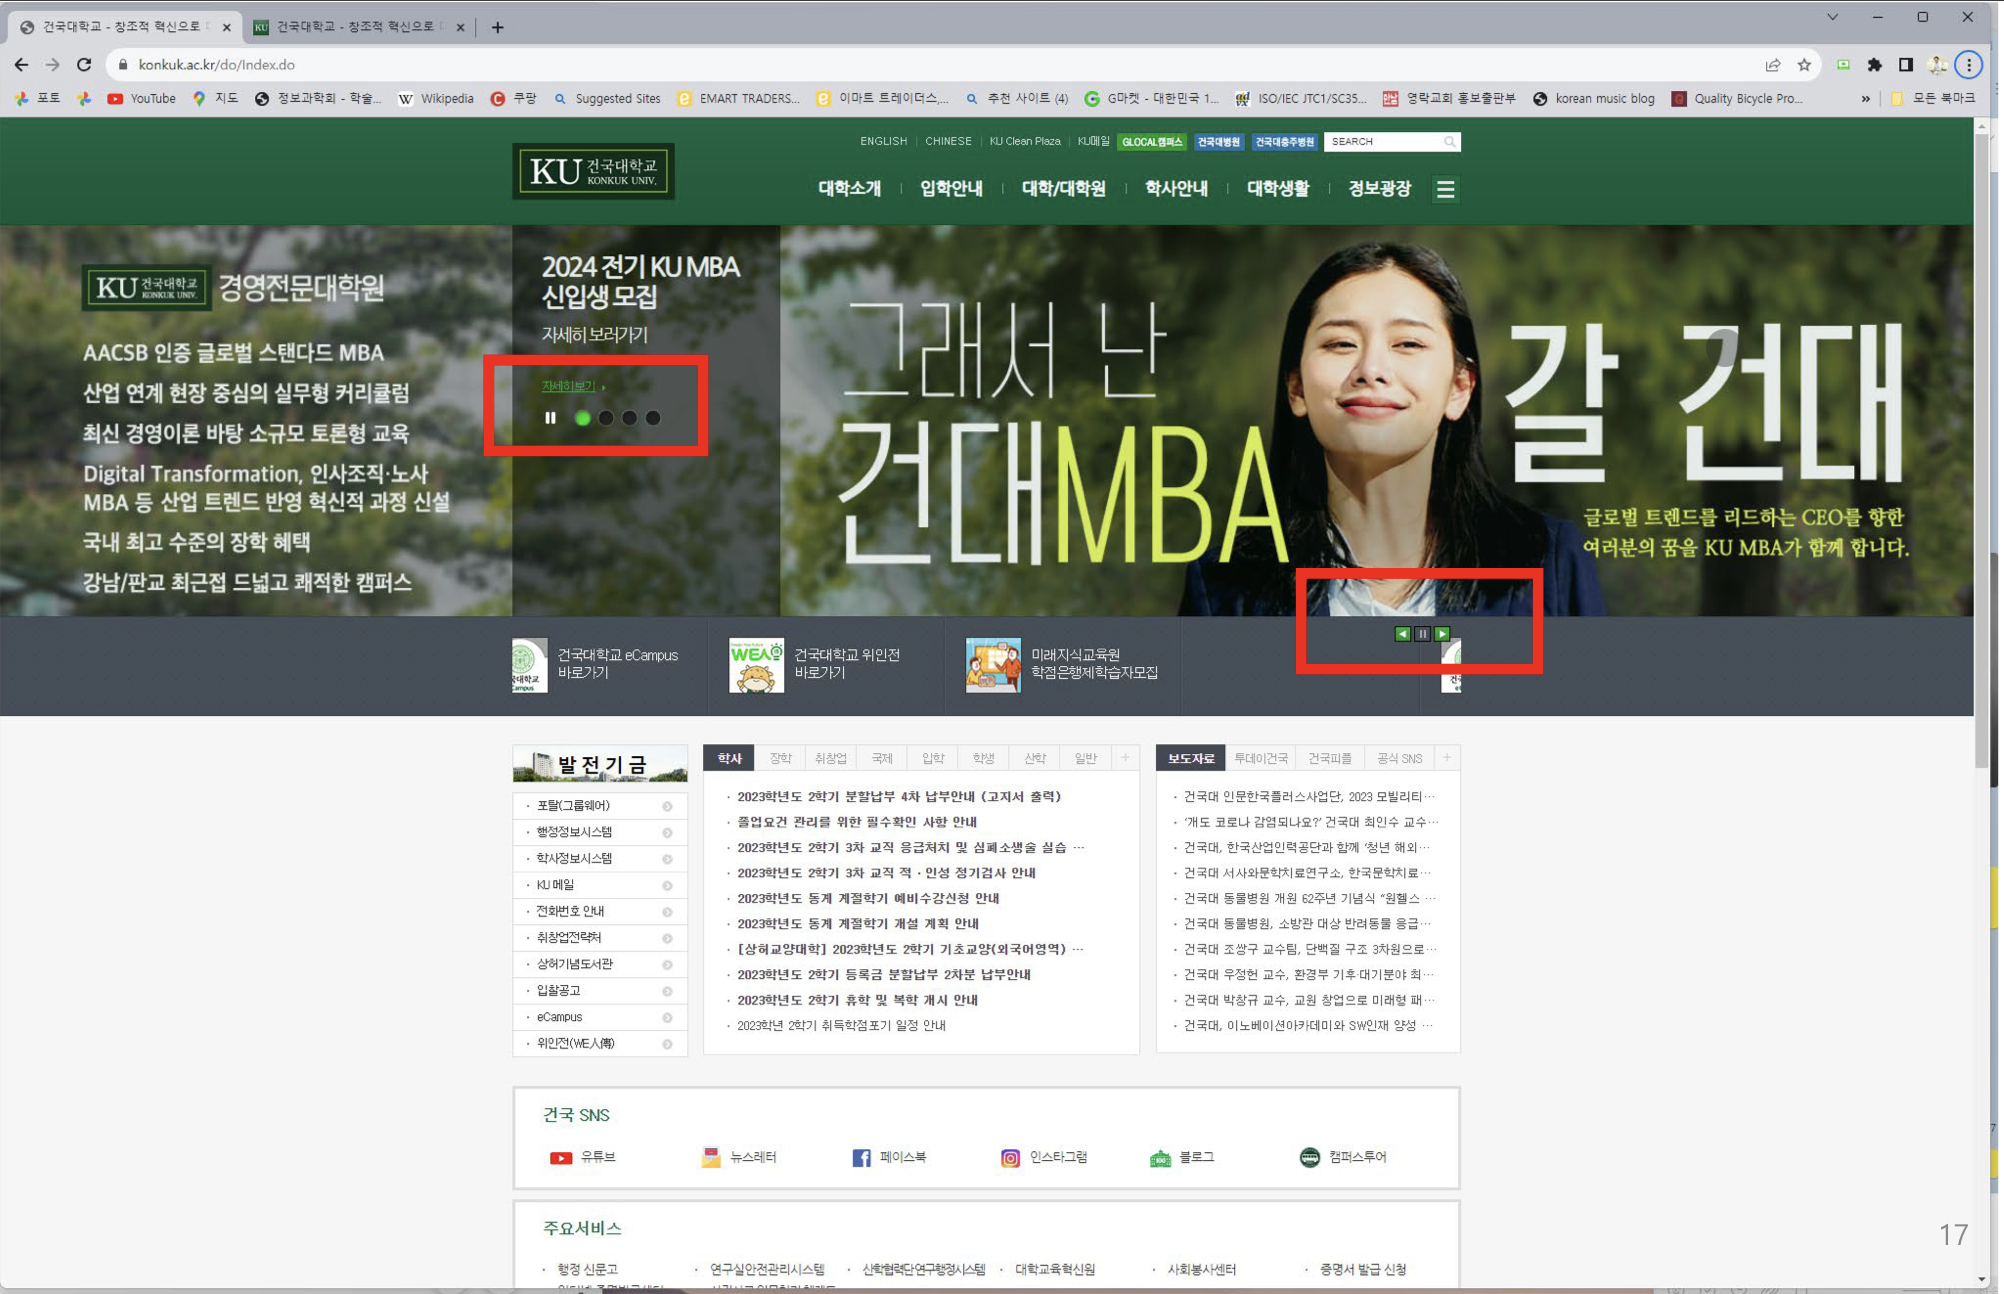 건국대학교 - 창조적 혁신으로
KU 건국대학교 - 창조적 혁신으로
konkuk.ac.kr/do/Index.do
포토
YouTube
지도
정보과학회 - 학술...
W Wikipedia
쿠팡
Suggested Sites
EMART TRADERS...
이마트 트레이더스,...
추천 사이트 (4)
G마켓 - 대한민국 1...
ISO/IEC JTC1/SC35...
영락교회 홍보출판부
korean music blog
Quality Bicycle Pro...
»
모든 북마크
ENGLISH
CHINESE
KU Clean Plaza
KU메일
GLOCAL캠퍼스
건국대병원
건국대충주병원
SEARCH
KU 건국대학교
KONKUK UNIV.
대학소개
입학안내
대학/대학원
학사안내
대학생활
정보광장
KU 건국대학교 KONKUK UNIV. 경영전문대학원
AACSB 인증 글로벌 스탠다드 MBA
산업 연계 현장 중심의 실무형 커리큘럼
최신 경영이론 바탕 소규모 토론형 교육
Digital Transformation, 인사조직·노사
MBA 등 산업 트렌드 반영 혁신적 과정 신설
국내 최고 수준의 장학 혜택
강남/판교 최근접 드넓고 쾌적한 캠퍼스
2024 전기 KU MBA
신입생 모집
자세히 보러가기
자세히보기
그래서 난
건대MBA
갈 건대
글로벌 트렌드를 리드하는 CEO를 향한
여러분의 꿈을 KU MBA가 함께 합니다.
건국대학교 eCampus
바로가기
WE人
건국대학교 위인전
바로가기
미래지식교육원
학점은행제학습자모집
발전기금
· 포탈(그룹웨어)
· 행정정보시스템
· 학사정보시스템
· KU 메일
· 전화번호 안내
· 취창업전략처
· 상허기념도서관
· 입찰공고
· eCampus
· 위인전(WE人傳)
학사 장학 취창업 국제 입학 학생 산학 일반 +
· 2023학년도 2학기 분할납부 4차 납부안내 (고지서 출력)
· 졸업요건 관리를 위한 필수확인 사항 안내
· 2023학년도 2학기 3차 교직 응급처치 및 심폐소생술 실습 ···
· 2023학년도 2학기 3차 교직 적·인성 정기검사 안내
· 2023학년도 동계 계절학기 예비수강신청 안내
· 2023학년도 동계 계절학기 개설 계획 안내
· [상허교양대학] 2023학년도 2학기 기초교양(외국어영역) ···
· 2023학년도 2학기 등록금 분할납부 2차분 납부안내
· 2023학년도 2학기 휴학 및 복학 개시 안내
· 2023학년 2학기 취득학점포기 일정 안내
보도자료 투데이건국 건국피플 공식 SNS +
· 건국대 인문한국플러스사업단, 2023 모빌리티···
· '개도 코로나 감염되나요?' 건국대 최인수 교수···
· 건국대, 한국산업인력공단과 함께 '청년 해외···
· 건국대 서사와문학치료연구소, 한국문학치료···
· 건국대 동물병원 개원 62주년 기념식 "원헬스 ···
· 건국대 동물병원, 소방관 대상 반려동물 응급···
· 건국대 조쌍구 교수팀, 단백질 구조 3차원으로···
· 건국대 우정헌 교수, 환경부 기후·대기분야 최···
· 건국대 박창규 교수, 교원 창업으로 미래형 패···
· 건국대, 이노베이션아카데미와 SW인재 양성 ···
건국 SNS
유튜브
뉴스레터
페이스북
인스타그램
블로그
캠퍼스투어
주요서비스
· 행정 신문고
· 연구실안전관리시스템
· 산학협력단연구행정시스템
· 대학교육혁신원
· 사회봉사센터
· 증명서 발급 신청
17